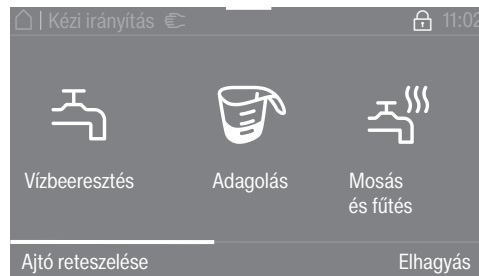 | Kézi irányítás 11:02
Vízbeeresztés Adagolás Mosás
és fűtés
Ajtó reteszelése Elhagyás